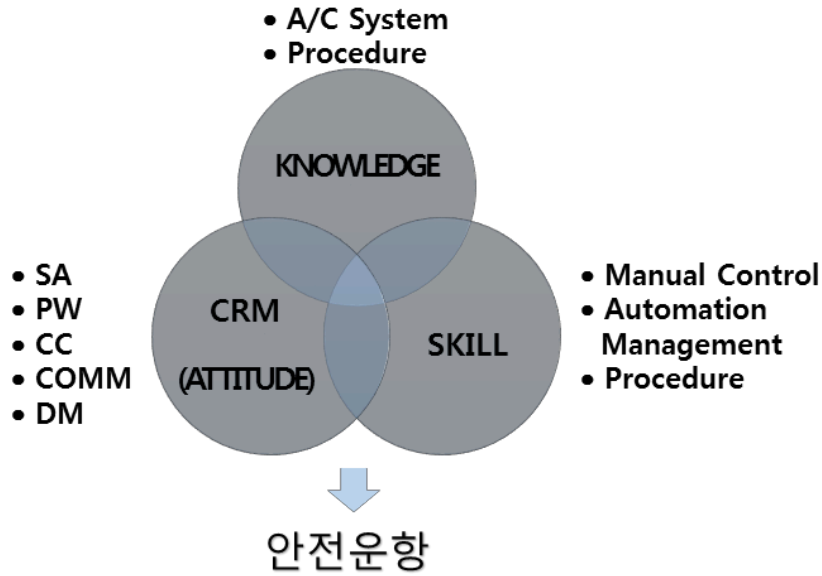 • A/C System
• Procedure
KNOWLEDGE
• SA
• PW
• CC
• COMM
• DM
CRM
(ATTITUDE)
SKILL
• Manual Control
• Automation
Management
• Procedure
안전운항